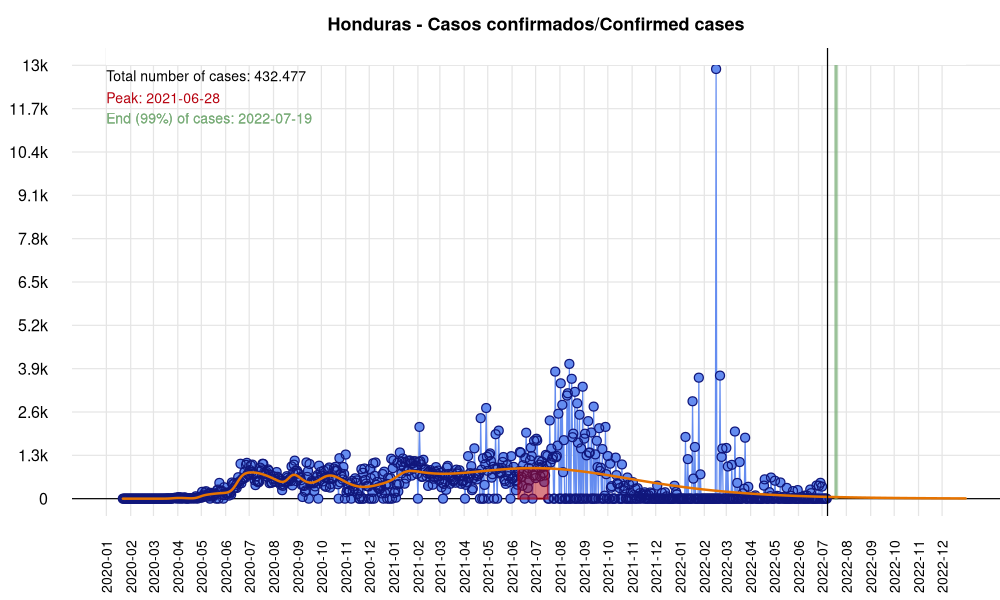 Honduras - Casos confirmados/Confirmed cases
Total number of cases: 432.477
Peak: 2021-06-28
End (99%) of cases: 2022-07-19
13k
11.7k
10.4k
9.1k
7.8k
6.5k
5.2k
3.9k
2.6k
1.3k
0
2020-01
2020-02
2020-03
2020-04
2020-05
2020-06
2020-07
2020-08
2020-09
2020-10
2020-11
2020-12
2021-01
2021-02
2021-03
2021-04
2021-05
2021-06
2021-07
2021-08
2021-09
2021-10
2021-11
2021-12
2022-01
2022-02
2022-03
2022-04
2022-05
2022-06
2022-07
2022-08
2022-09
2022-10
2022-11
2022-12